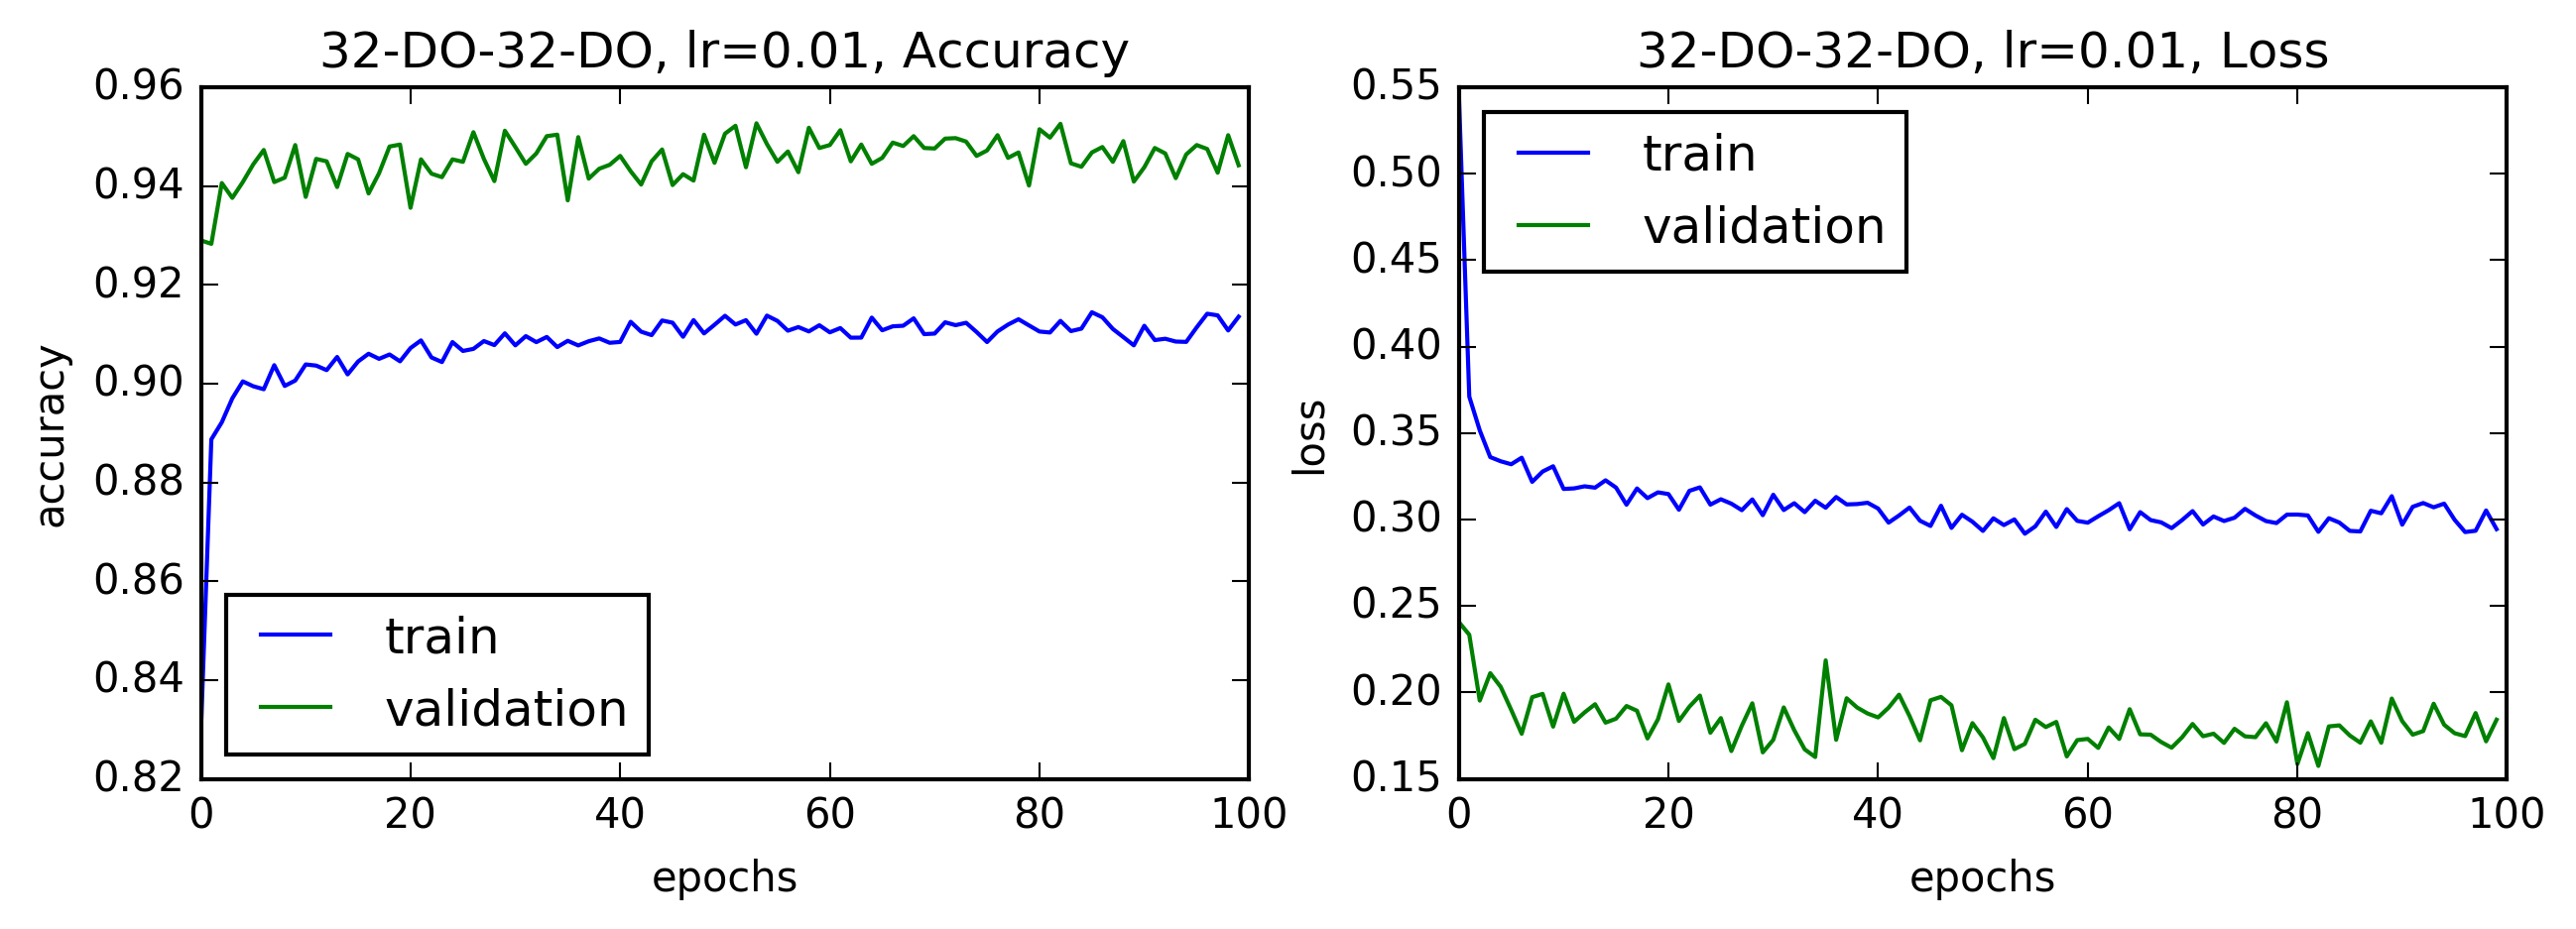 32-DO-32-DO, lr=0.01, Accuracy
0.96
0.94
0.92
0.90
0.88
0.86
0.84
0.82
accuracy
train
validation
0 20 40 60 80 100
epochs
32-DO-32-DO, lr=0.01, Loss
0.55
0.50
0.45
0.40
0.35
0.30
0.25
0.20
0.15
loss
train
validation
0 20 40 60 80 100
epochs